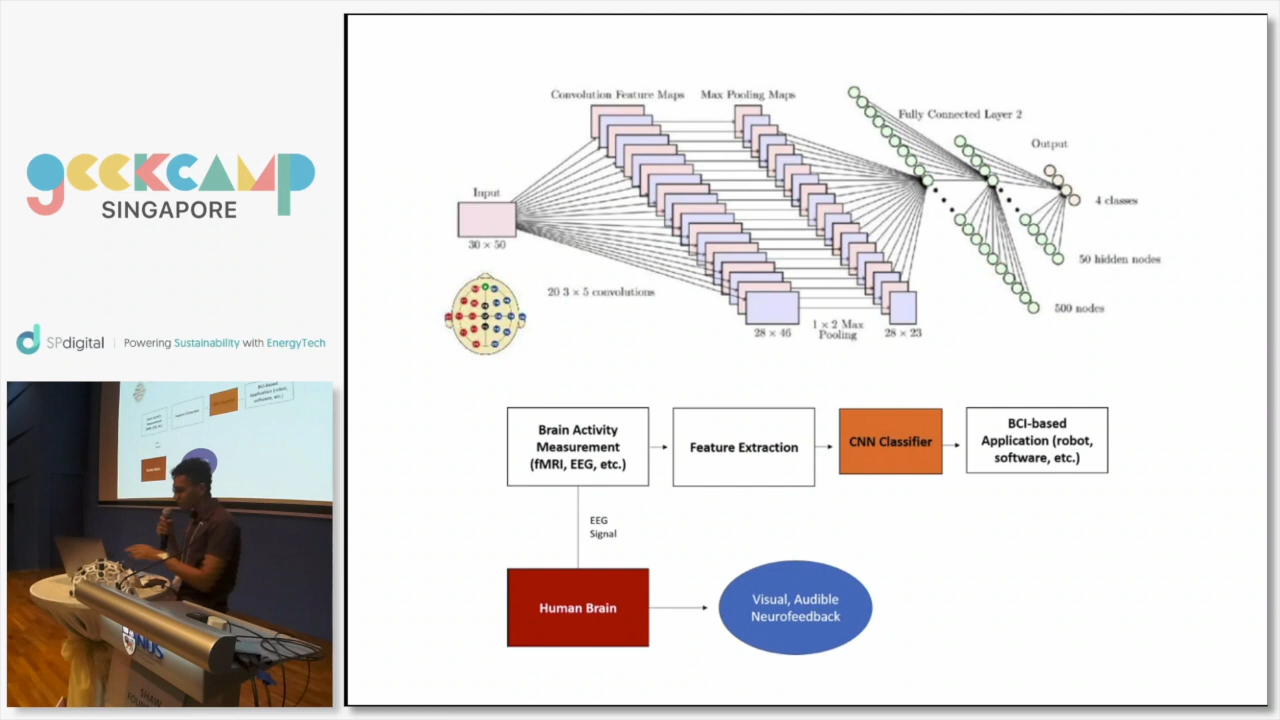 geekcamp
SINGAPORE
SPdigital | Powering Sustainability with EnergyTech
Convolution Feature Maps
Max Pooling Maps
Fully Connected Layer 2
Output
Input
4 classes
30 × 50
50 hidden nodes
20 3 × 5 convolutions
500 nodes
28 × 46
1 × 2 Max
Pooling
28 × 23
Brain Activity
Measurement
(fMRI, EEG, etc.)
Feature Extraction
CNN Classifier
BCI-based
Application (robot,
software, etc.)
EEG
Signal
Human Brain
Visual, Audible
Neurofeedback
NUS
SHAW